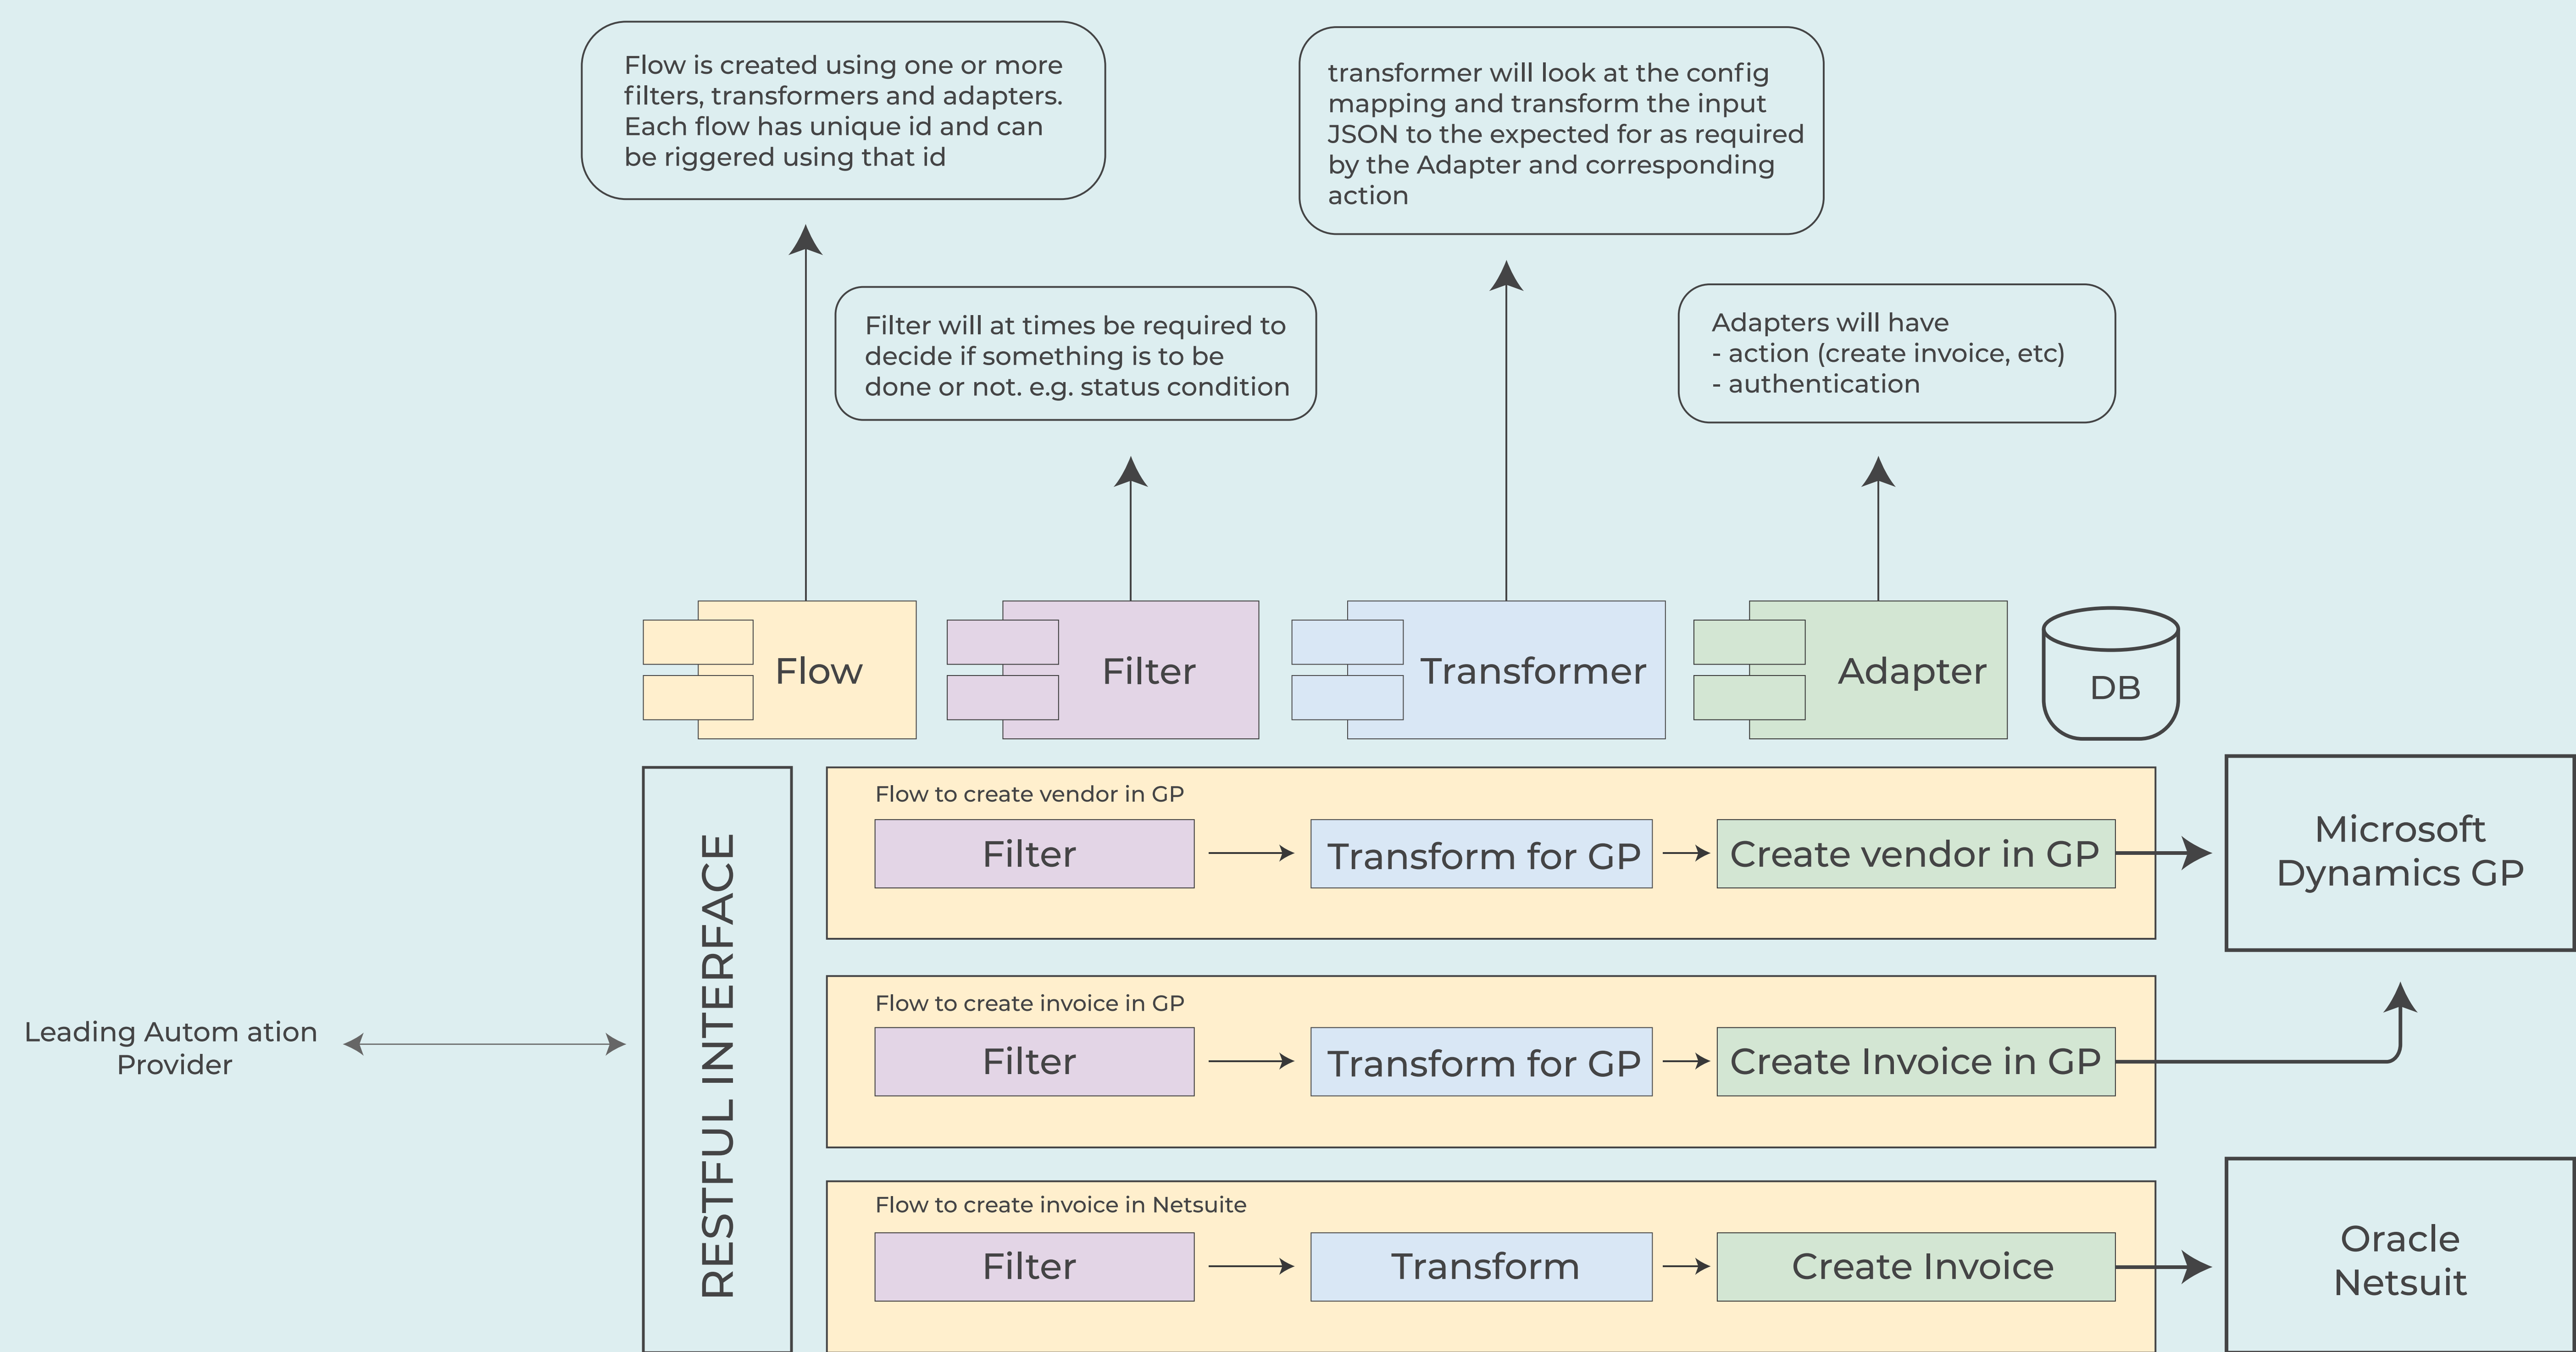 Flow is created using one or more
filters, transformers and adapters.
Each flow has unique id and can
be riggered using that id
transformer will look at the config
mapping and transform the input
JSON to the expected for as required
by the Adapter and corresponding
action
Filter will at times be required to
decide if something is to be
done or not. e.g. status condition
Adapters will have
- action (create invoice, etc)
- authentication
Flow
Filter
Transformer
Adapter
DB
Leading Autom ation
Provider
RESTFUL INTERFACE
Flow to create vendor in GP
Filter
Transform for GP
Create vendor in GP
Microsoft
Dynamics GP
Flow to create invoice in GP
Filter
Transform for GP
Create Invoice in GP
Flow to create invoice in Netsuite
Filter
Transform
Create Invoice
Oracle
Netsuit